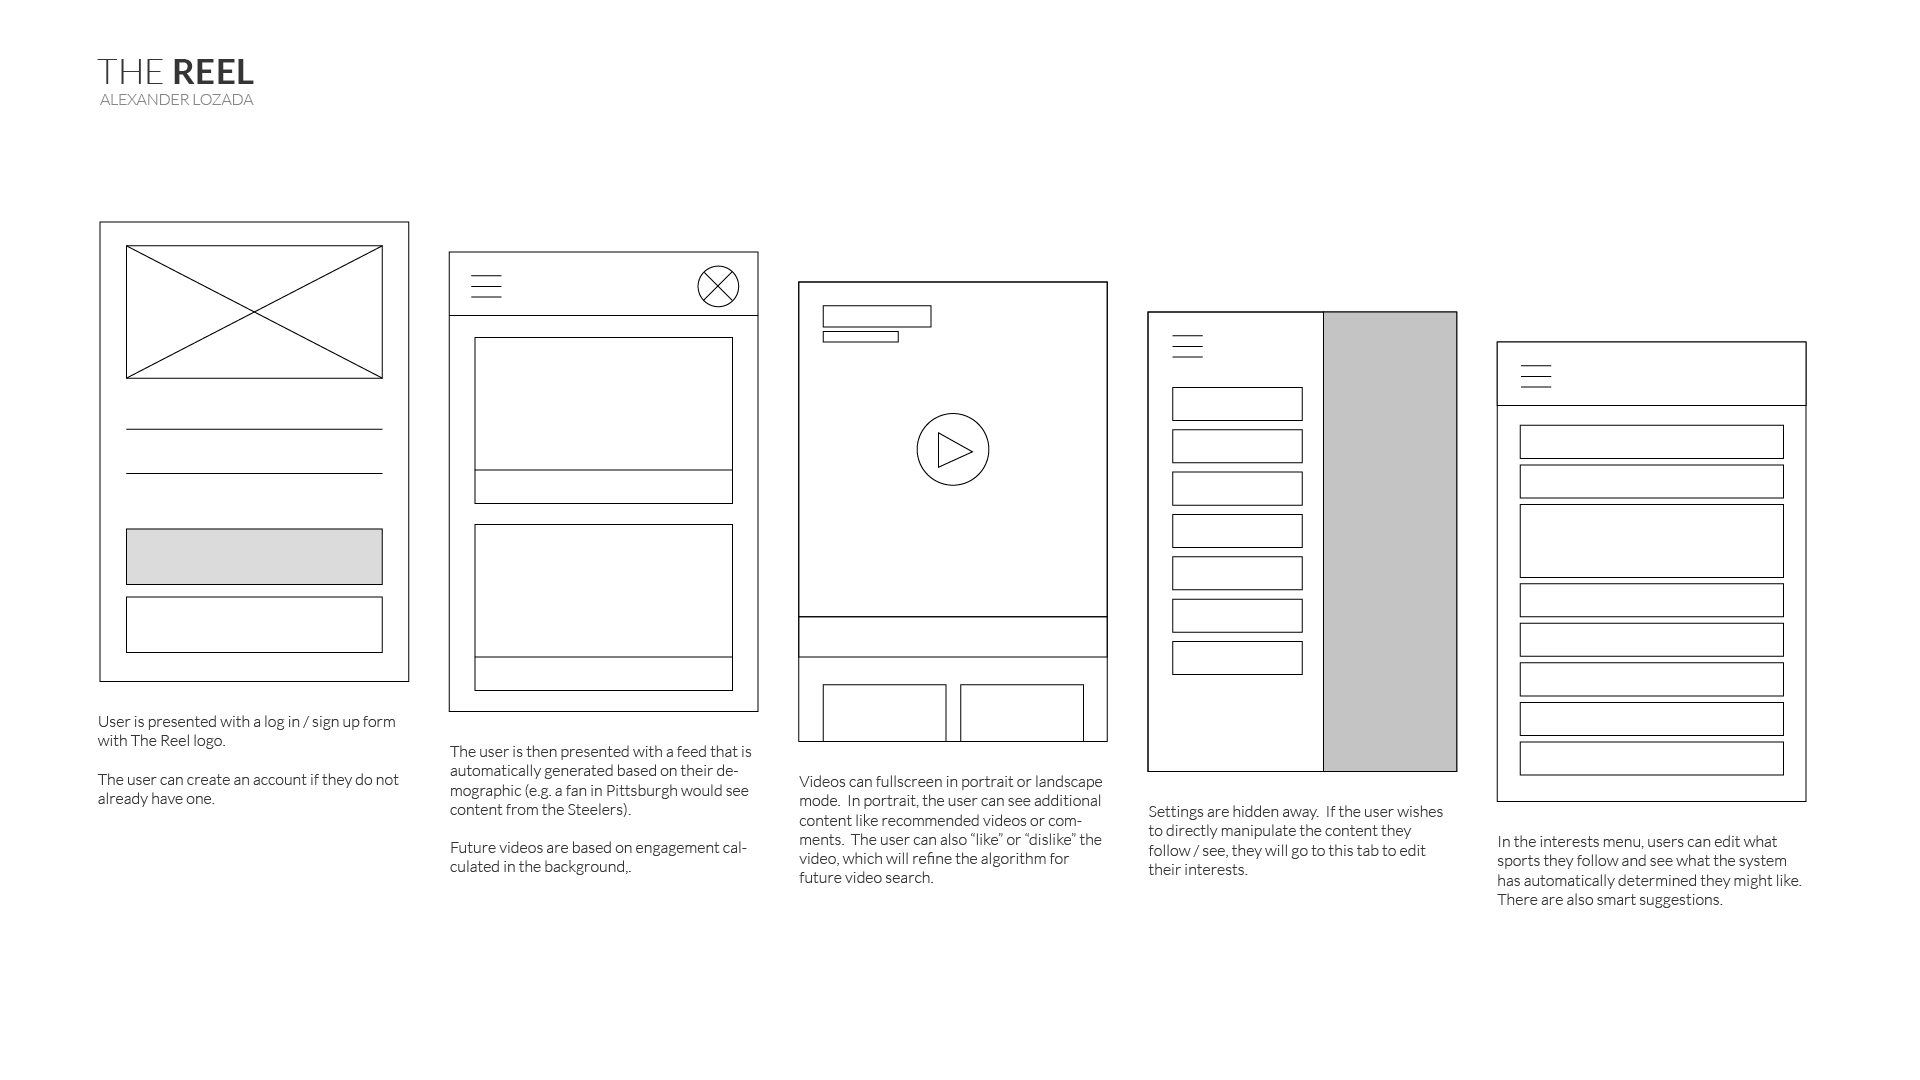 THE REEL
ALEXANDER LOZADA
User is presented with a log in / sign up form
with The Reel logo.
The user can create an account if they do not
already have one.
The user is then presented with a feed that is
automatically generated based on their de-
mographic (e.g. a fan in Pittsburgh would see
content from the Steelers).
Future videos are based on engagement cal-
culated in the background,.
Videos can fullscreen in portrait or landscape
mode.  In portrait, the user can see additional
content like recommended videos or com-
ments.  The user can also “like” or “dislike” the
video, which will refine the algorithm for
future video search.
Settings are hidden away.  If the user wishes
to directly manipulate the content they
follow / see, they will go to this tab to edit
their interests.
In the interests menu, users can edit what
sports they follow and see what the system
has automatically determined they might like.
There are also smart suggestions.